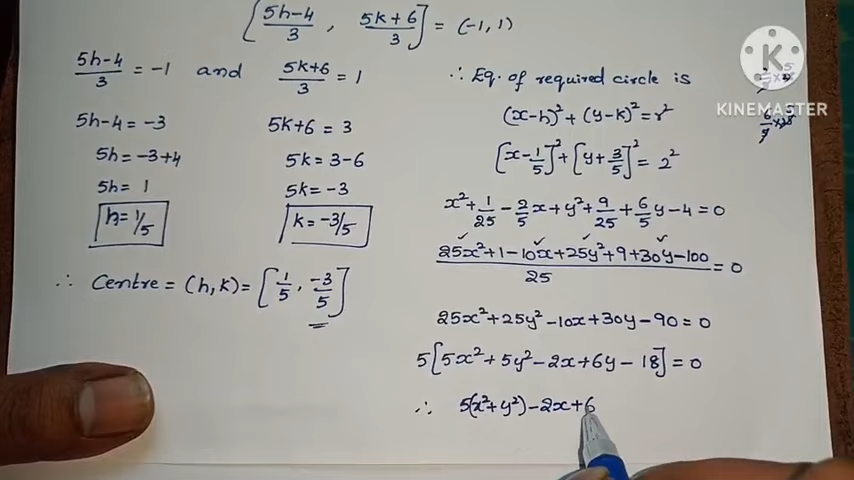 [5h-4/3 , 5k+6/3] = (-1, 1)
5h-4/3 = -1 and 5k+6/3 = 1
5h-4 = -3 5k+6 = 3
5h = -3+4 5k = 3-6
5h = 1 5k = -3
h = 1/5 k = -3/5
∴ Centre = (h, k) = [1/5 , -3/5]
∴ Eq. of required circle is
(x-h)² + (y-k)² = r²
[x - 1/5]² + [y + 3/5]² = 2²
x² + 1/25 - 2/5 x + y² + 9/25 + 6/5 y - 4 = 0
25x² + 1 - 10x + 25y² + 9 + 30y - 100 / 25 = 0
25x² + 25y² - 10x + 30y - 90 = 0
5[5x² + 5y² - 2x + 6y - 18] = 0
∴ 5(x² + y²) - 2x + 6
K
KINEMASTER